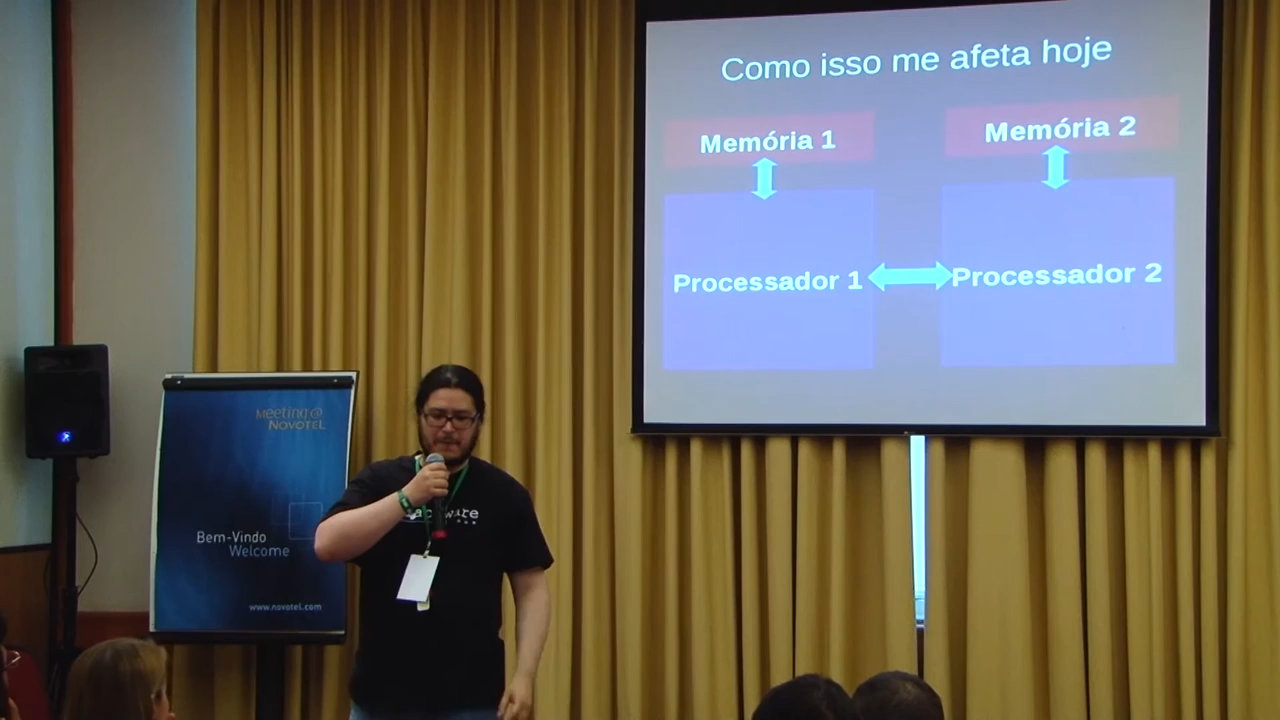 Como isso me afeta hoje
Memória 1
Memória 2
Processador 1
Processador 2
Meeting@
NOVOTEL
Bem-Vindo
Welcome
www.novotel.com